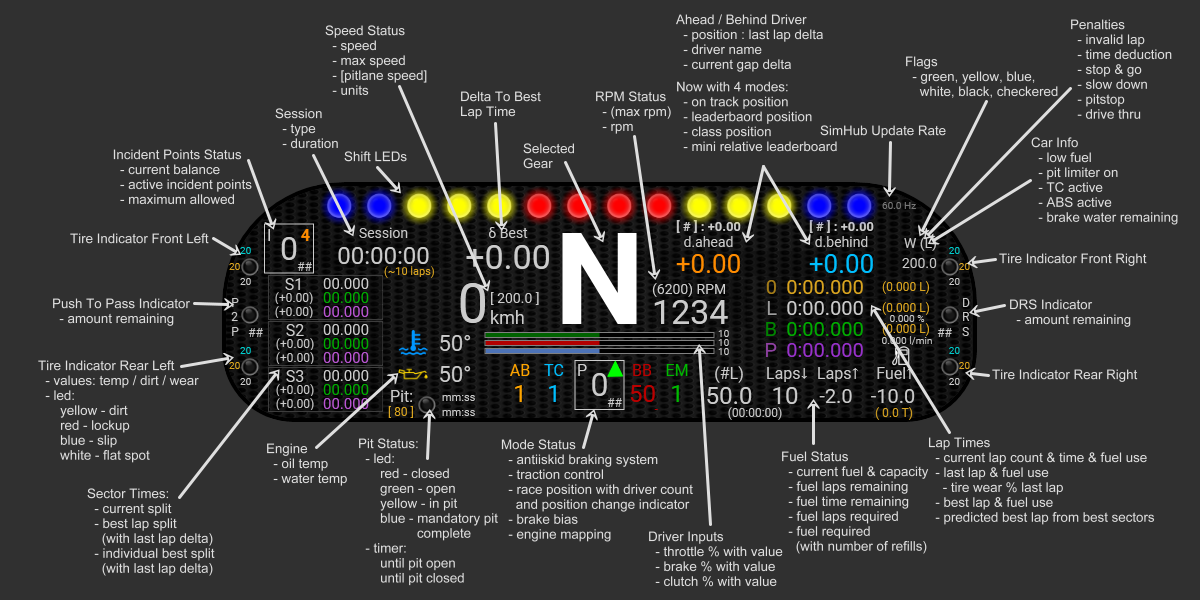 Speed Status
- speed
- max speed
- [pitlane speed]
- units
Ahead / Behind Driver
- position : last lap delta
- driver name
- current gap delta
Now with 4 modes:
- on track position
- leaderbaord position
- class position
- mini relative leaderboard
Penalties
- invalid lap
- time deduction
- stop & go
- slow down
- pitstop
- drive thru
Flags
- green, yellow, blue,
white, black, checkered
Delta To Best
Lap Time
RPM Status
- (max rpm)
- rpm
Session
- type
- duration
SimHub Update Rate
Selected
Gear
Car Info
- low fuel
- pit limiter on
- TC active
- ABS active
- brake water remaining
Incident Points Status
- current balance
- active incident points
- maximum allowed
Shift LEDs
60.0 Hz
Tire Indicator Front Left
Tire Indicator Front Right
Push To Pass Indicator
- amount remaining
DRS Indicator
- amount remaining
Tire Indicator Rear Left
- values: temp / dirt / wear
- led:
yellow - dirt
red - lockup
blue - slip
white - flat spot
Tire Indicator Rear Right
I 4
0
##
Session
00:00:00
(~10 laps)
δ Best
+0.00
N
[ # ] : +0.00
d.ahead
+0.00
[ # ] : +0.00
d.behind
+0.00
W (L)
200.0
20
20
20
20
20
20
S1 00.000
(+0.00) 00.000
(+0.00) 00.000
S2 00.000
(+0.00) 00.000
(+0.00) 00.000
S3 00.000
(+0.00) 00.000
(+0.00) 00.000
P
2
P ##
20
20
20
0 [ 200.0 ]
kmh
(6200) RPM
1234
0 0:00.000 (0.000 L)
L 0:00.000 (0.000 L)
0.000 %
B 0:00.000 (0.000 L)
P 0:00.000 0.000 l/min
D
R
S
20
20
20
50°
50°
10
10
10
Pit:
[ 80 ]
mm:ss
mm:ss
AB
1
TC
1
P
0
##
BB
50
EM
1
(#L)
50.0
(00:00:00)
Laps↓
10
Laps↑
-2.0
Fuel↑
-10.0
( 0.0 T)
Engine
- oil temp
- water temp
Pit Status:
- led:
red - closed
green - open
yellow - in pit
blue - mandatory pit
complete
- timer:
until pit open
until pit closed
Mode Status
- antiiskid braking system
- traction control
- race position with driver count
and position change indicator
- brake bias
- engine mapping
Driver Inputs
- throttle % with value
- brake % with value
- clutch % with value
Fuel Status
- current fuel & capacity
- fuel laps remaining
- fuel time remaining
- fuel laps required
- fuel required
(with number of refills)
Lap Times
- current lap count & time & fuel use
- last lap & fuel use
- tire wear % last lap
- best lap & fuel use
- predicted best lap from best sectors
Sector Times:
- current split
- best lap split
(with last lap delta)
- individual best split
(with last lap delta)